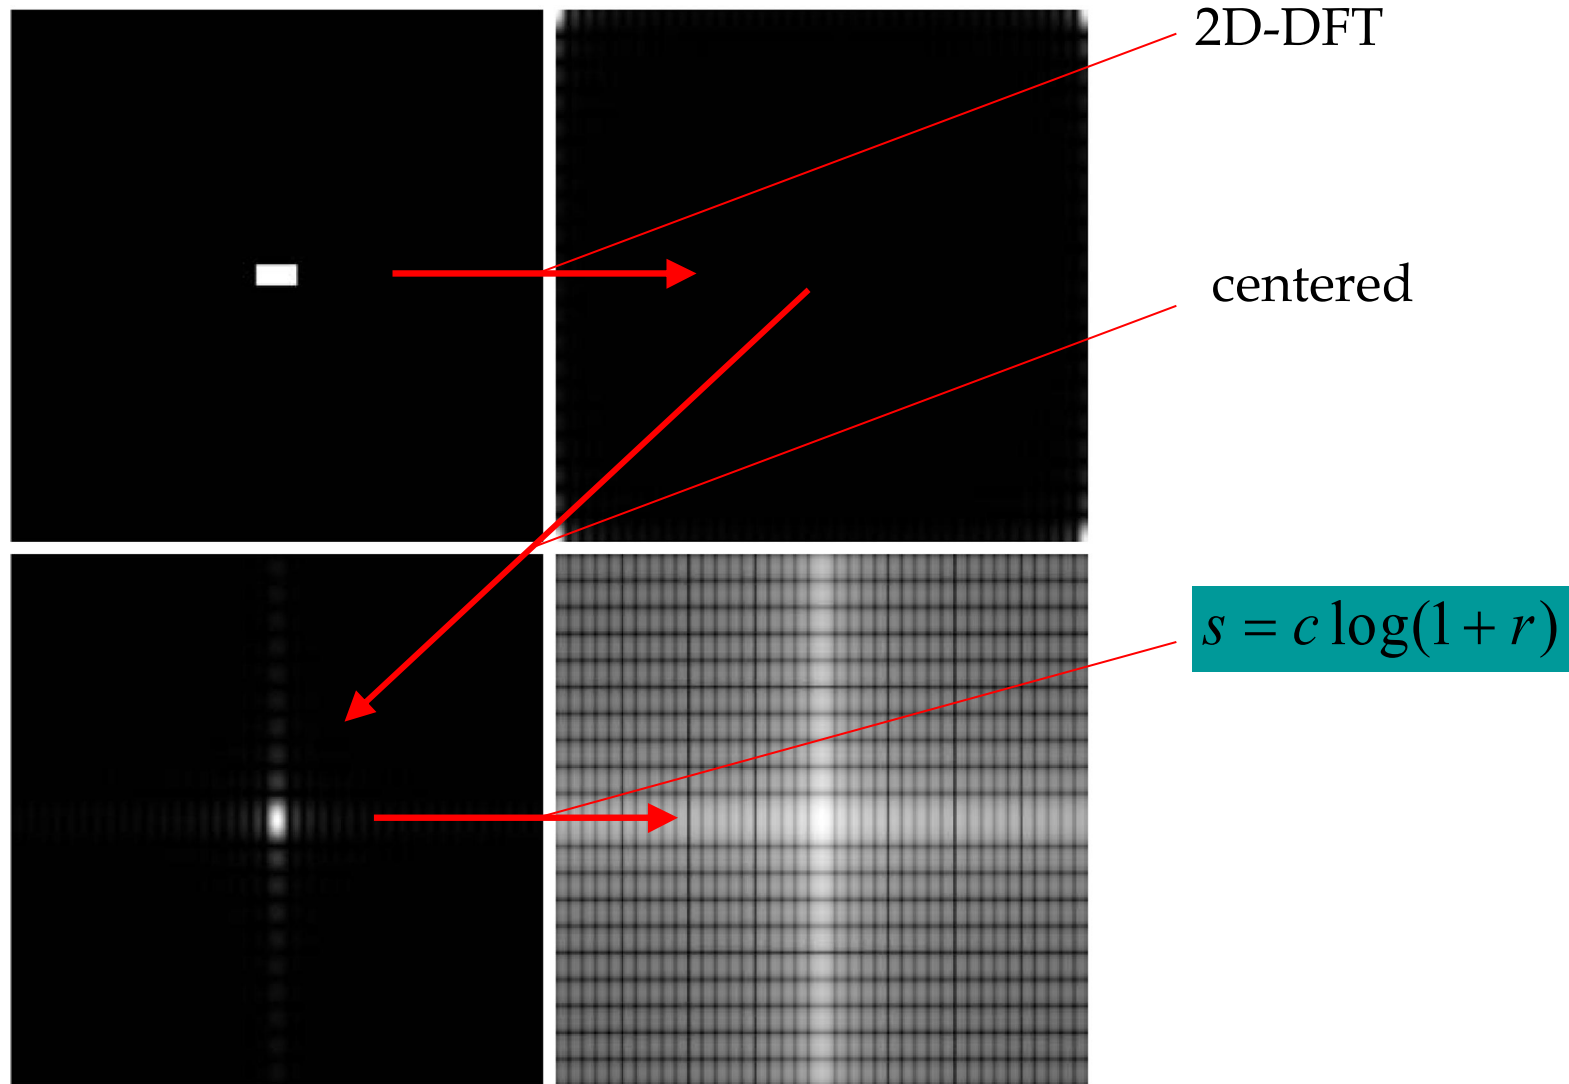 2D-DFT
centered
s = c log(1 + r)